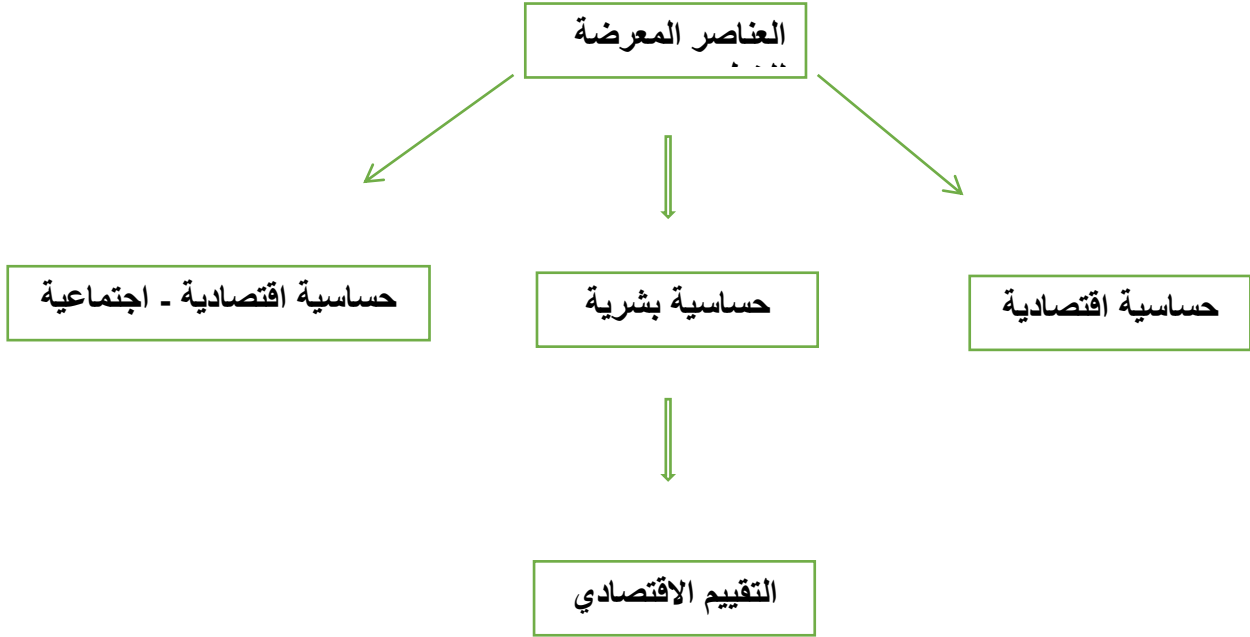 العناصر المعرضة
حساسية اقتصادية
حساسية بشرية
حساسية اقتصادية - اجتماعية
التقييم الاقتصادي